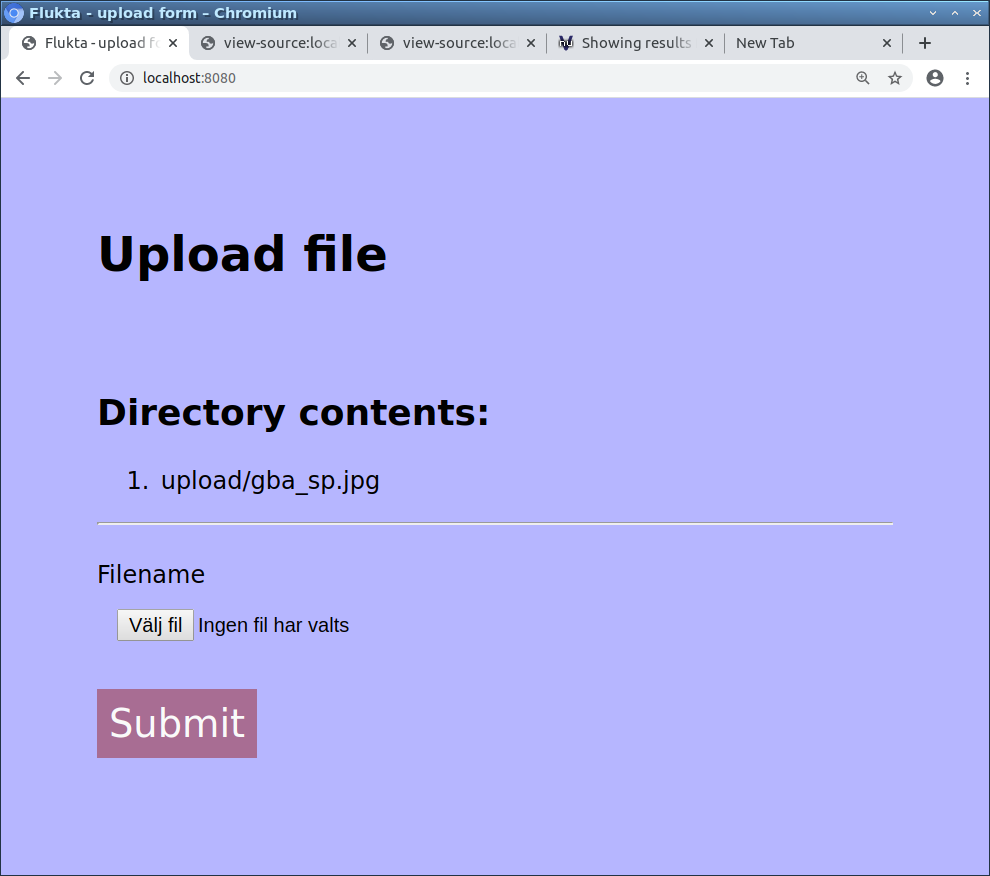 Flukta - upload form – Chromium
Flukta - upload fo
view-source:loca
view-source:loca
Showing results
New Tab
localhost:8080
Upload file
Directory contents:
1. upload/gba_sp.jpg
Filename
Välj fil Ingen fil har valts
Submit